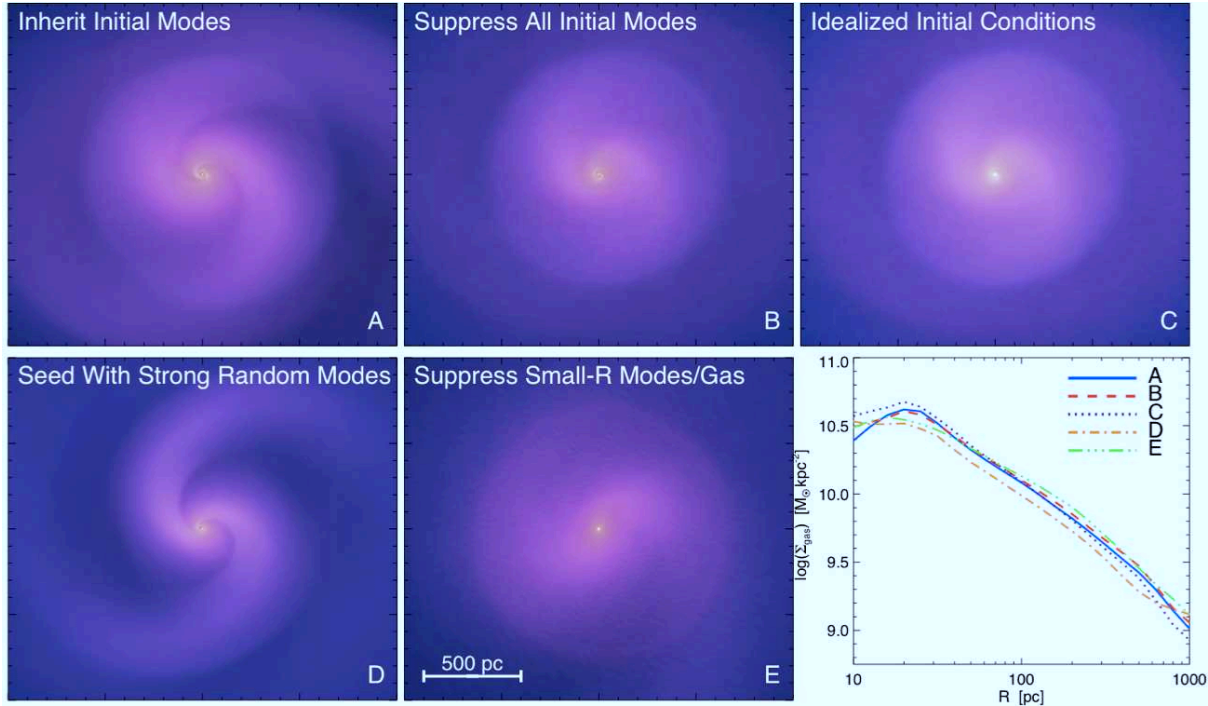 Inherit Initial Modes
A
Suppress All Initial Modes
B
Idealized Initial Conditions
C
Seed With Strong Random Modes
D
Suppress Small-R Modes/Gas
500 pc
E
11.0
10.5
10.0
9.5
9.0
log(Σgas) [M⊙ kpc⁻²]
A
B
C
D
E
10
100
1000
R [pc]